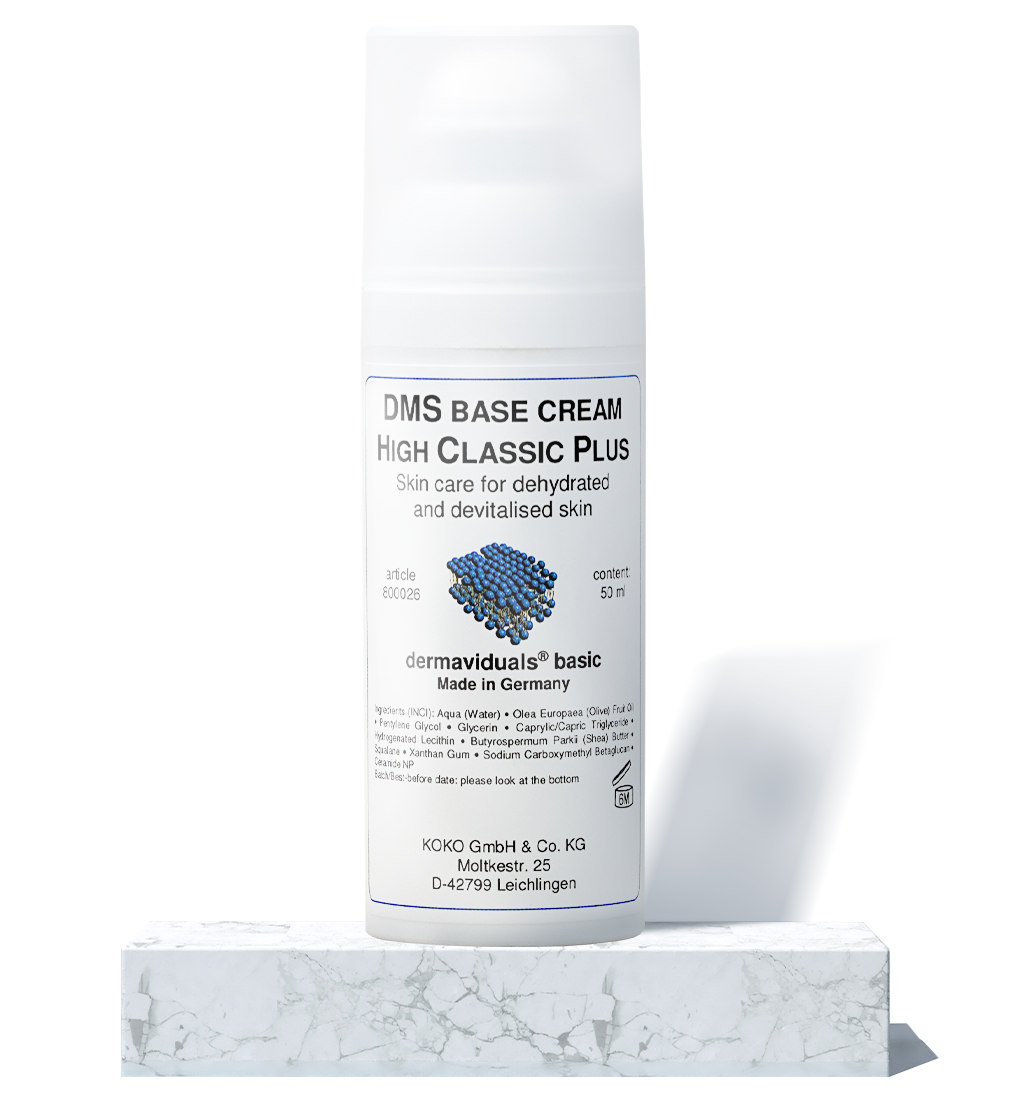 DMS BASE CREAM
HIGH CLASSIC PLUS
Skin care for dehydrated
and devitalised skin
article
800026
content:
50 ml
dermaviduals® basic
Made in Germany
Ingredients (INCI): Aqua (Water) • Olea Europaea (Olive) Fruit Oil
• Pentylene Glycol • Glycerin • Caprylic/Capric Triglyceride •
Hydrogenated Lecithin • Butyrospermum Parkii (Shea) Butter •
Squalane • Xanthan Gum • Sodium Carboxymethyl Betaglucan •
Ceramide NP
Batch/Best-before date: please look at the bottom
6M
KOKO GmbH & Co. KG
Moltkestr. 25
D-42799 Leichlingen